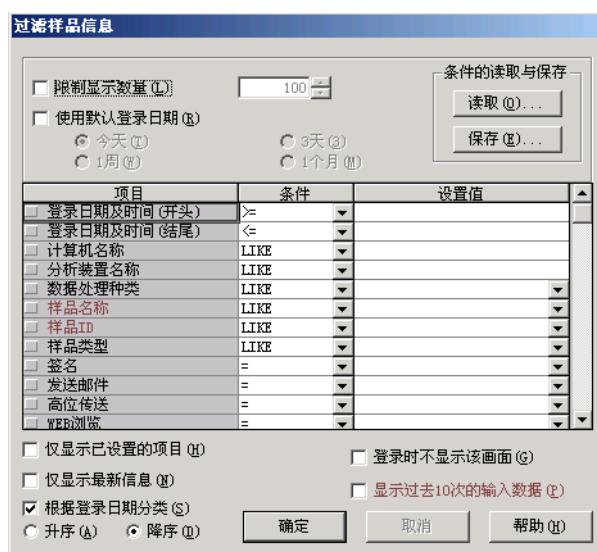 过滤样品信息
限制显示数量(L)
100
条件的读取与保存
读取(O)...
使用默认登录日期(R)
保存(E)...
今天(T)
3天(3)
1周(W)
1个月(M)
项目 条件 设置值
登录日期及时间(开头) >=
登录日期及时间(结尾) <=
计算机名称 LIKE
分析装置名称 LIKE
数据处理种类 LIKE
样品名称 LIKE
样品ID LIKE
样品类型 LIKE
签名 =
发送邮件 =
高位传送 =
WEB浏览 =
仅显示已设置的项目(H)
登录时不显示该画面(G)
仅显示最新信息(N)
显示过去10次的输入数据(P)
根据登录日期分类(S)
升序(A) 降序(D)
确定 取消 帮助(H)